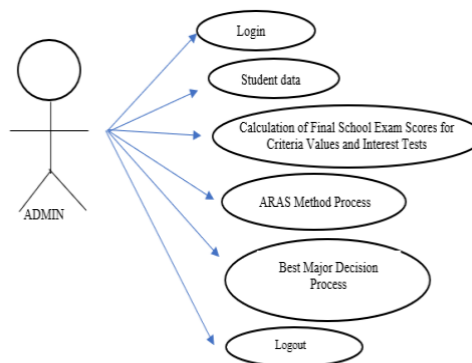 Login
Student data
Calculation of Final School Exam Scores for
Criteria Values and Interest Tests
ADMIN
ARAS Method Process
Best Major Decision
Process
Logout